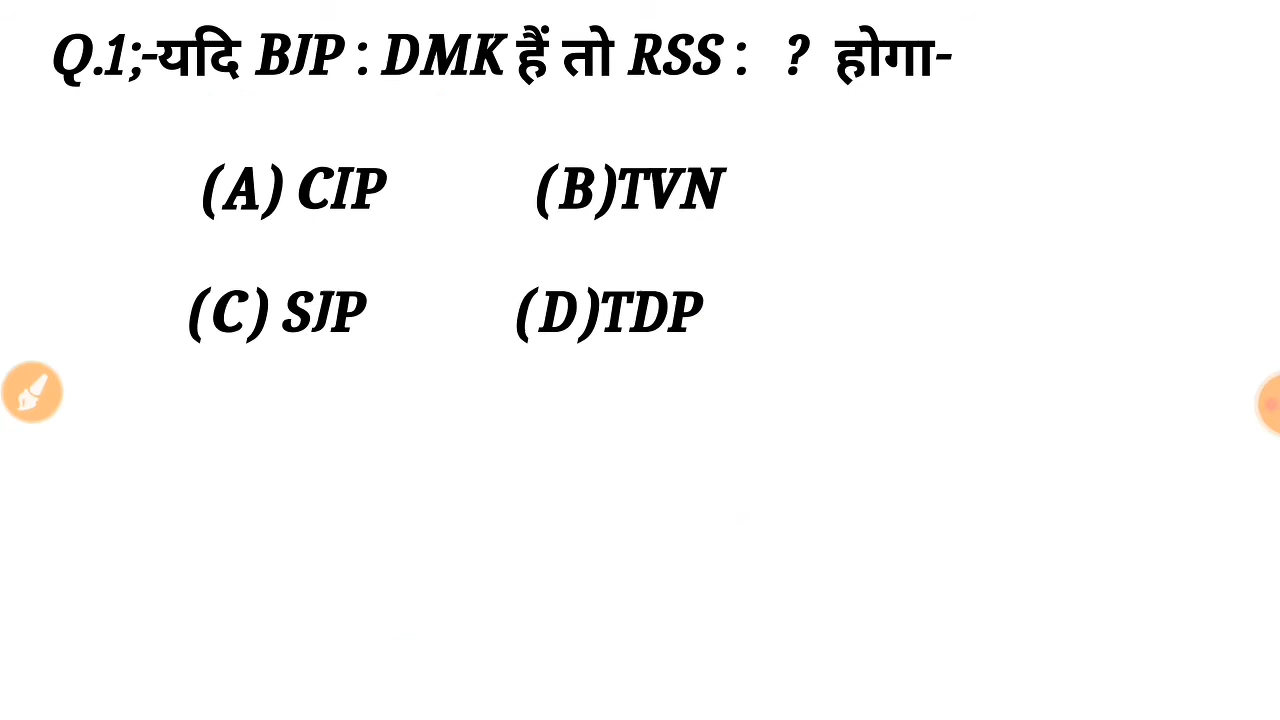 Q.1;-यदि BJP : DMK हैं तो RSS : ? होगा-
(A) CIP (B)TVN
(C) SJP (D)TDP